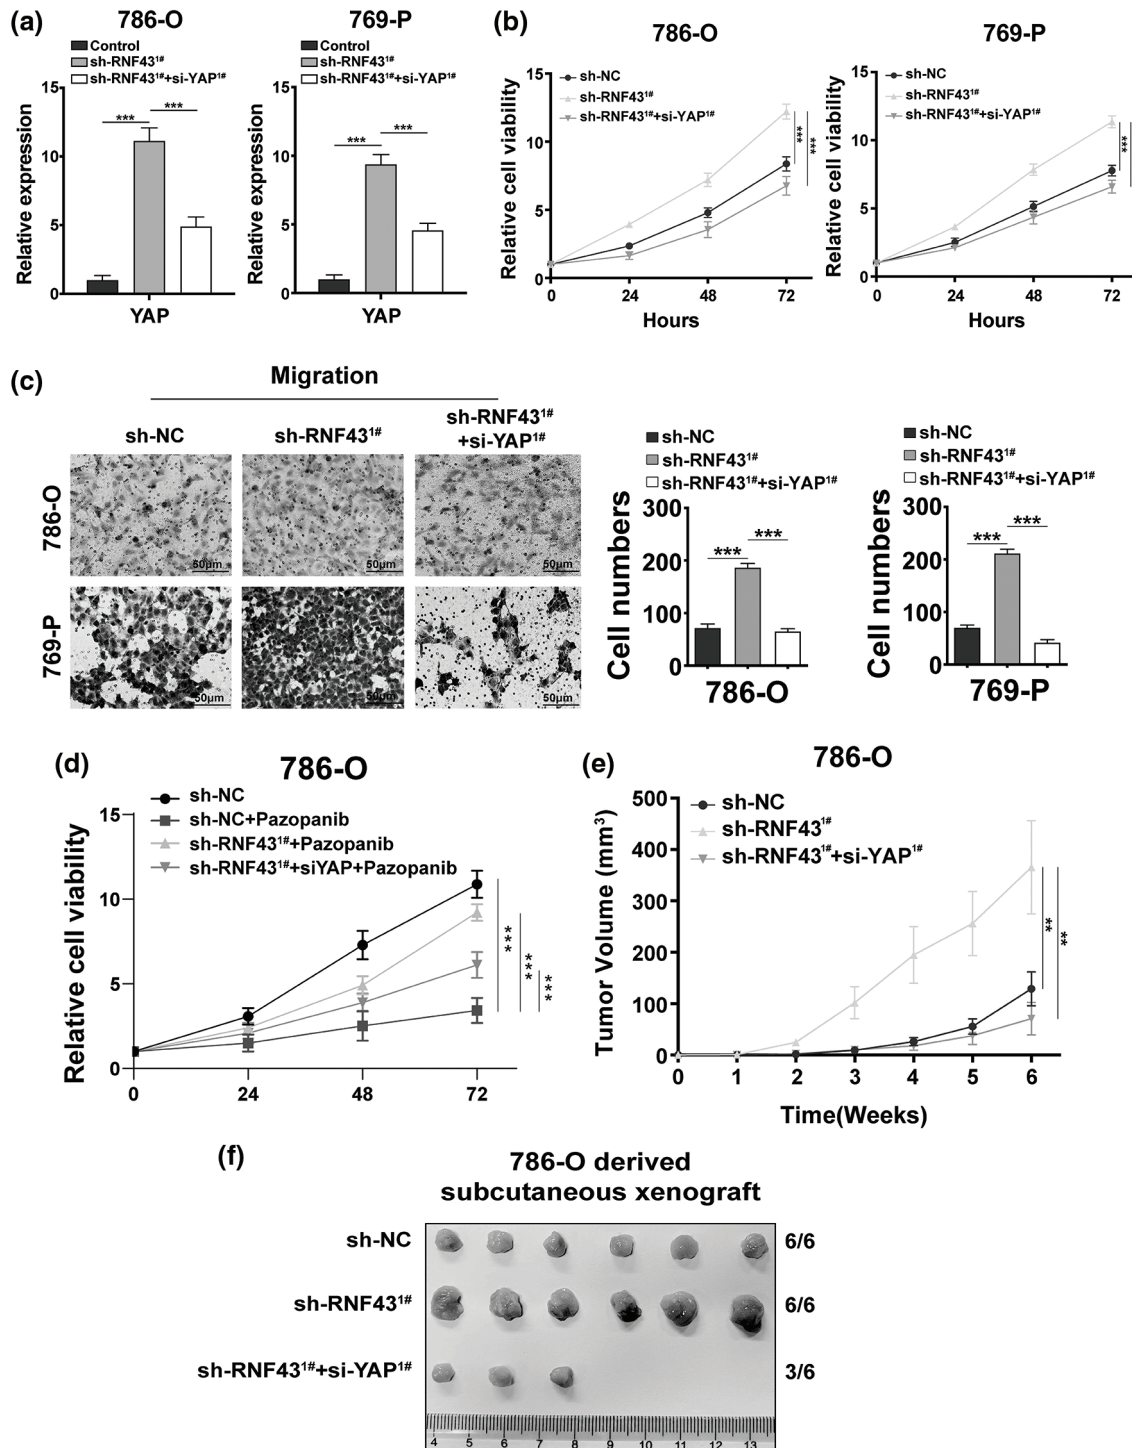 (a)
786-O
Control
sh-RNF43¹#
sh-RNF43¹#+si-YAP¹#
Relative expression
15
10
5
0
***
***
YAP
769-P
Control
sh-RNF43¹#
sh-RNF43¹#+si-YAP¹#
Relative expression
15
10
5
0
***
***
YAP
(b)
786-O
sh-NC
sh-RNF43¹#
sh-RNF43¹#+si-YAP¹#
Relative cell viability
15
10
5
0
***
***
0 24 48 72
Hours
769-P
sh-NC
sh-RNF43¹#
sh-RNF43¹#+si-YAP¹#
Relative cell viability
15
10
5
0
***
0 24 48 72
Hours
(c)
Migration
sh-NC
sh-RNF43¹#
sh-RNF43¹#
+si-YAP¹#
786-O
50µm
50µm
50µm
769-P
50µm
50µm
50µm
sh-NC
sh-RNF43¹#
sh-RNF43¹#+si-YAP¹#
Cell numbers
300
200
100
0
***
***
786-O
sh-NC
sh-RNF43¹#
sh-RNF43¹#+si-YAP¹#
Cell numbers
300
200
100
0
***
***
769-P
(d)
786-O
sh-NC
sh-NC+Pazopanib
sh-RNF43¹#+Pazopanib
sh-RNF43¹#+siYAP+Pazopanib
Relative cell viability
15
10
5
0
***
***
***
0 24 48 72
(e)
786-O
sh-NC
sh-RNF43¹#
sh-RNF43¹#+si-YAP¹#
Tumor Volume (mm³)
500
400
300
200
100
0
**
**
0 1 2 3 4 5 6
Time(Weeks)
(f)
786-O derived
subcutaneous xenograft
sh-NC
6/6
sh-RNF43¹#
6/6
sh-RNF43¹#+si-YAP¹#
3/6
4 5 6 7 8 9 10 11 12 13